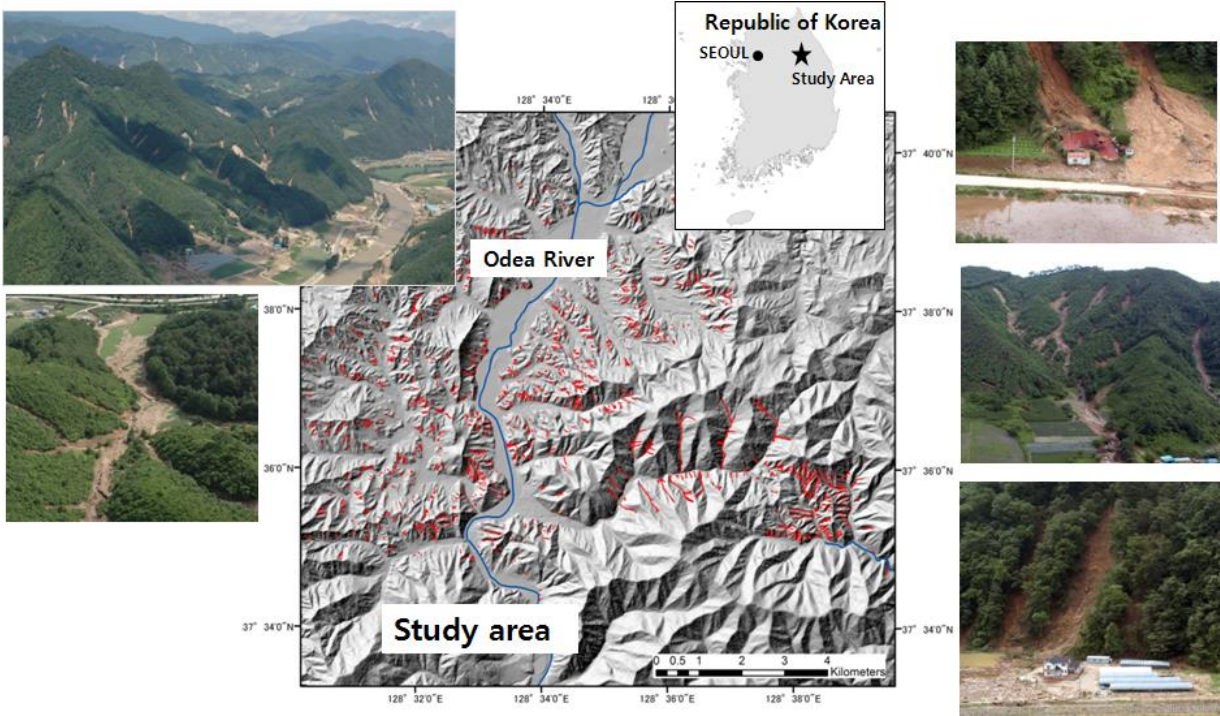 Republic of Korea
SEOUL
Study Area
128° 34'0"E
37° 40'0"N
Odea River
38'0"N
37° 38'0"N
36'0"N
37° 36'0"N
37° 34'0"N
37° 34'0"N
Study area
0 0.5 1 2 3 4
Kilometers
128° 32'0"E
128° 34'0"E
128° 36'0"E
128° 38'0"E